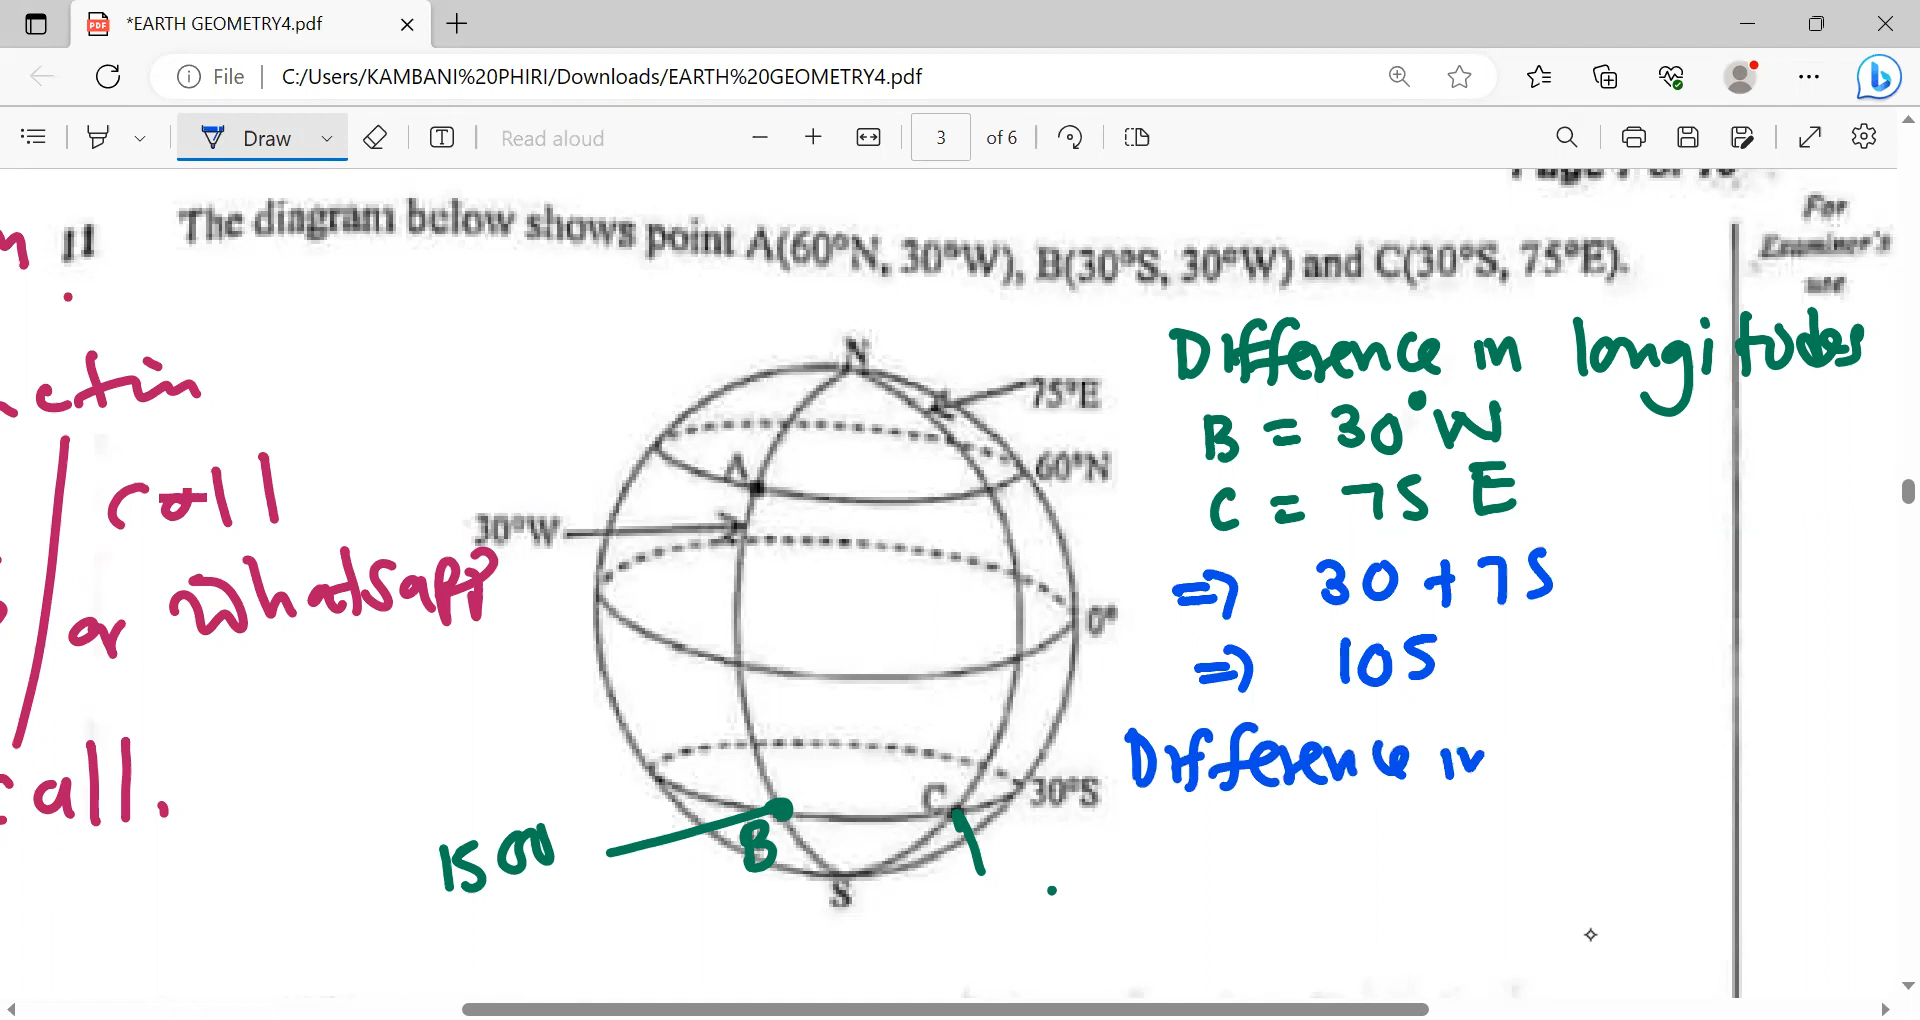 *EARTH GEOMETRY4.pdf
File C:/Users/KAMBANI%20PHIRI/Downloads/EARTH%20GEOMETRY4.pdf
Draw Read aloud 3 of 6
For
Examiner's
use
11 The diagram below shows point A(60°N, 30°W), B(30°S, 30°W) and C(30°S, 75°E).
N
75°E
60°N
A
30°W
0°
C
30°S
B
S
1500
Difference in longitudes
B = 30°W
C = 75 E
⇒ 30 + 75
⇒ 105
Difference in
call
or whatsapp
call.